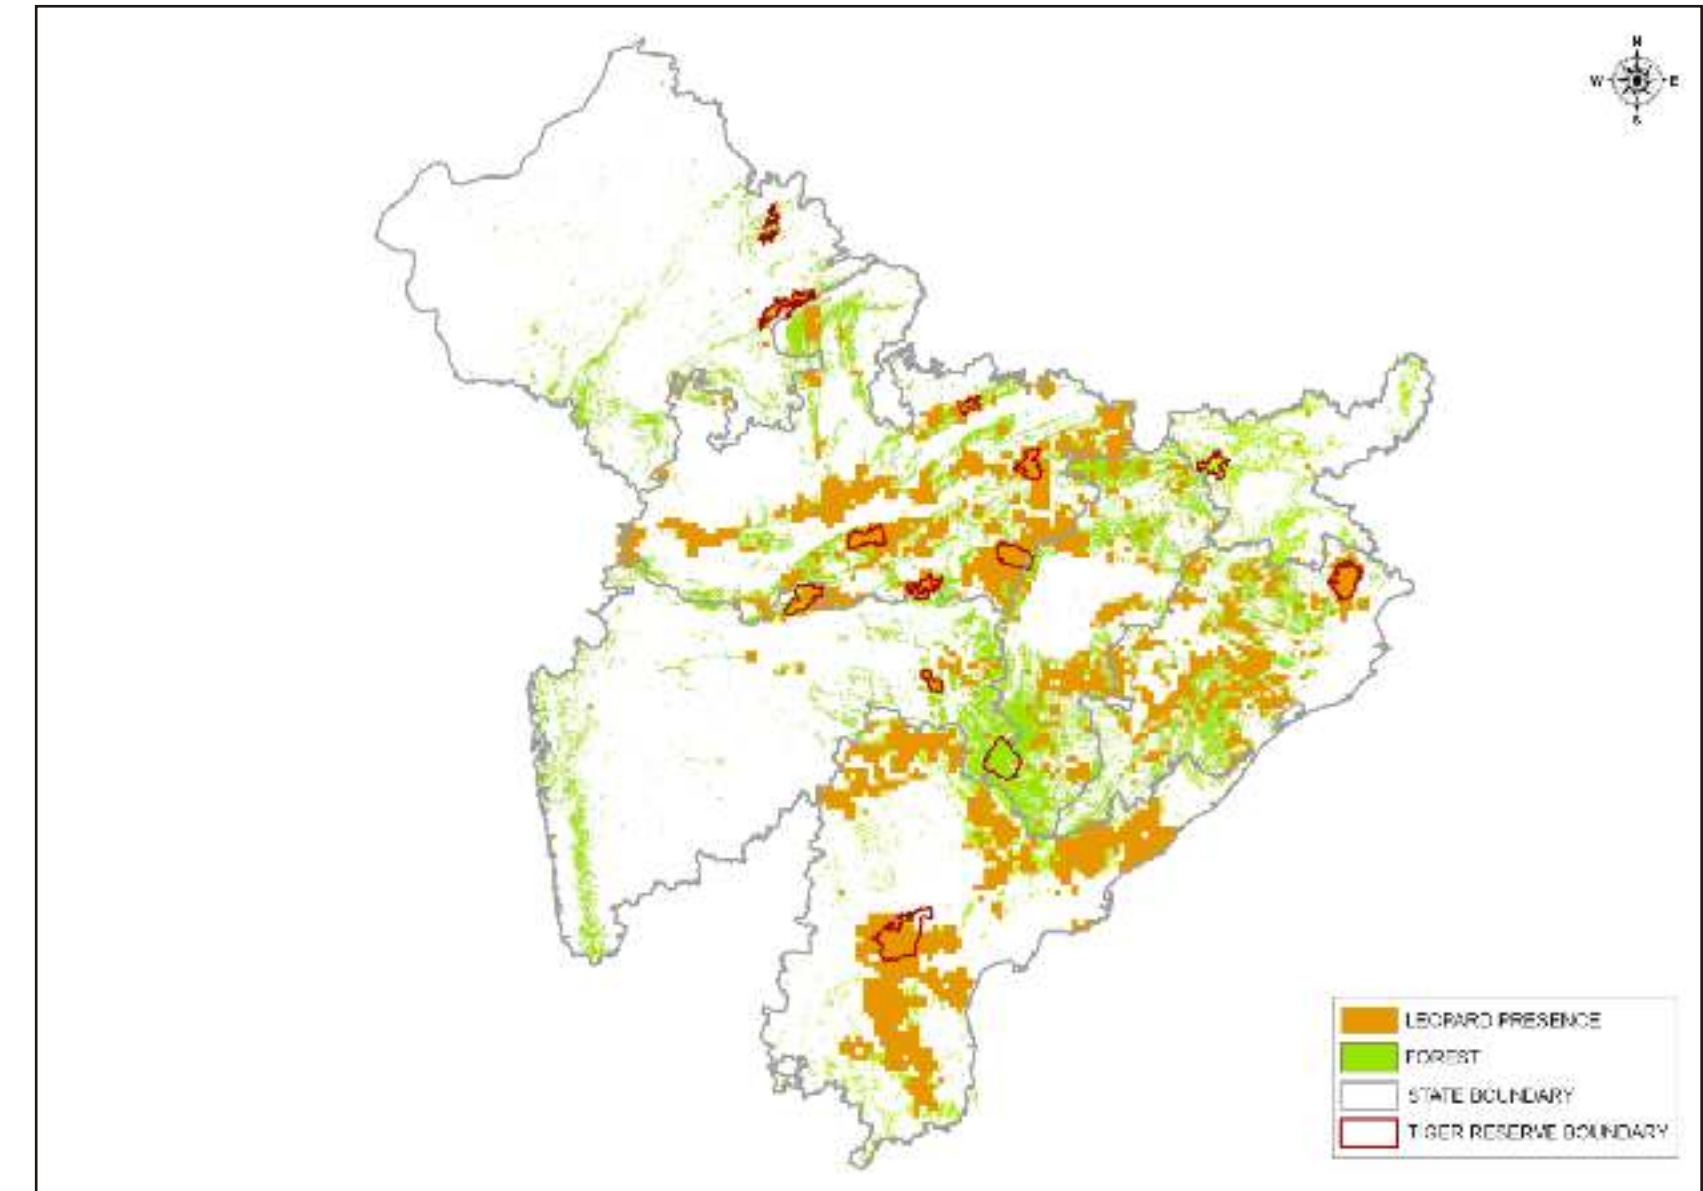 N
W E
S
LEOPARD PRESENCE
FOREST
STATE BOUNDARY
TIGER RESERVE BOUNDARY